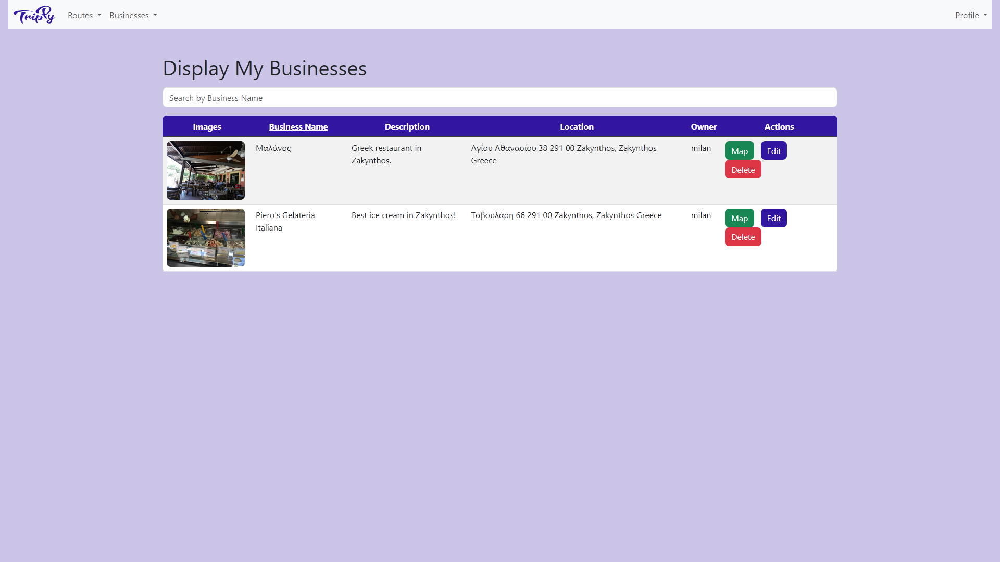 TripPy
Routes
Businesses
Profile
Display My Businesses
Search by Business Name
Images
Business Name
Description
Location
Owner
Actions
Μαλάνος
Greek restaurant in
Zakynthos.
Αγίου Αθανασίου 38 291 00 Zakynthos, Zakynthos
Greece
milan
Map
Edit
Delete
Piero's Gelateria
Italiana
Best ice cream in Zakynthos!
Ταβουλάρη 66 291 00 Zakynthos, Zakynthos Greece
milan
Map
Edit
Delete